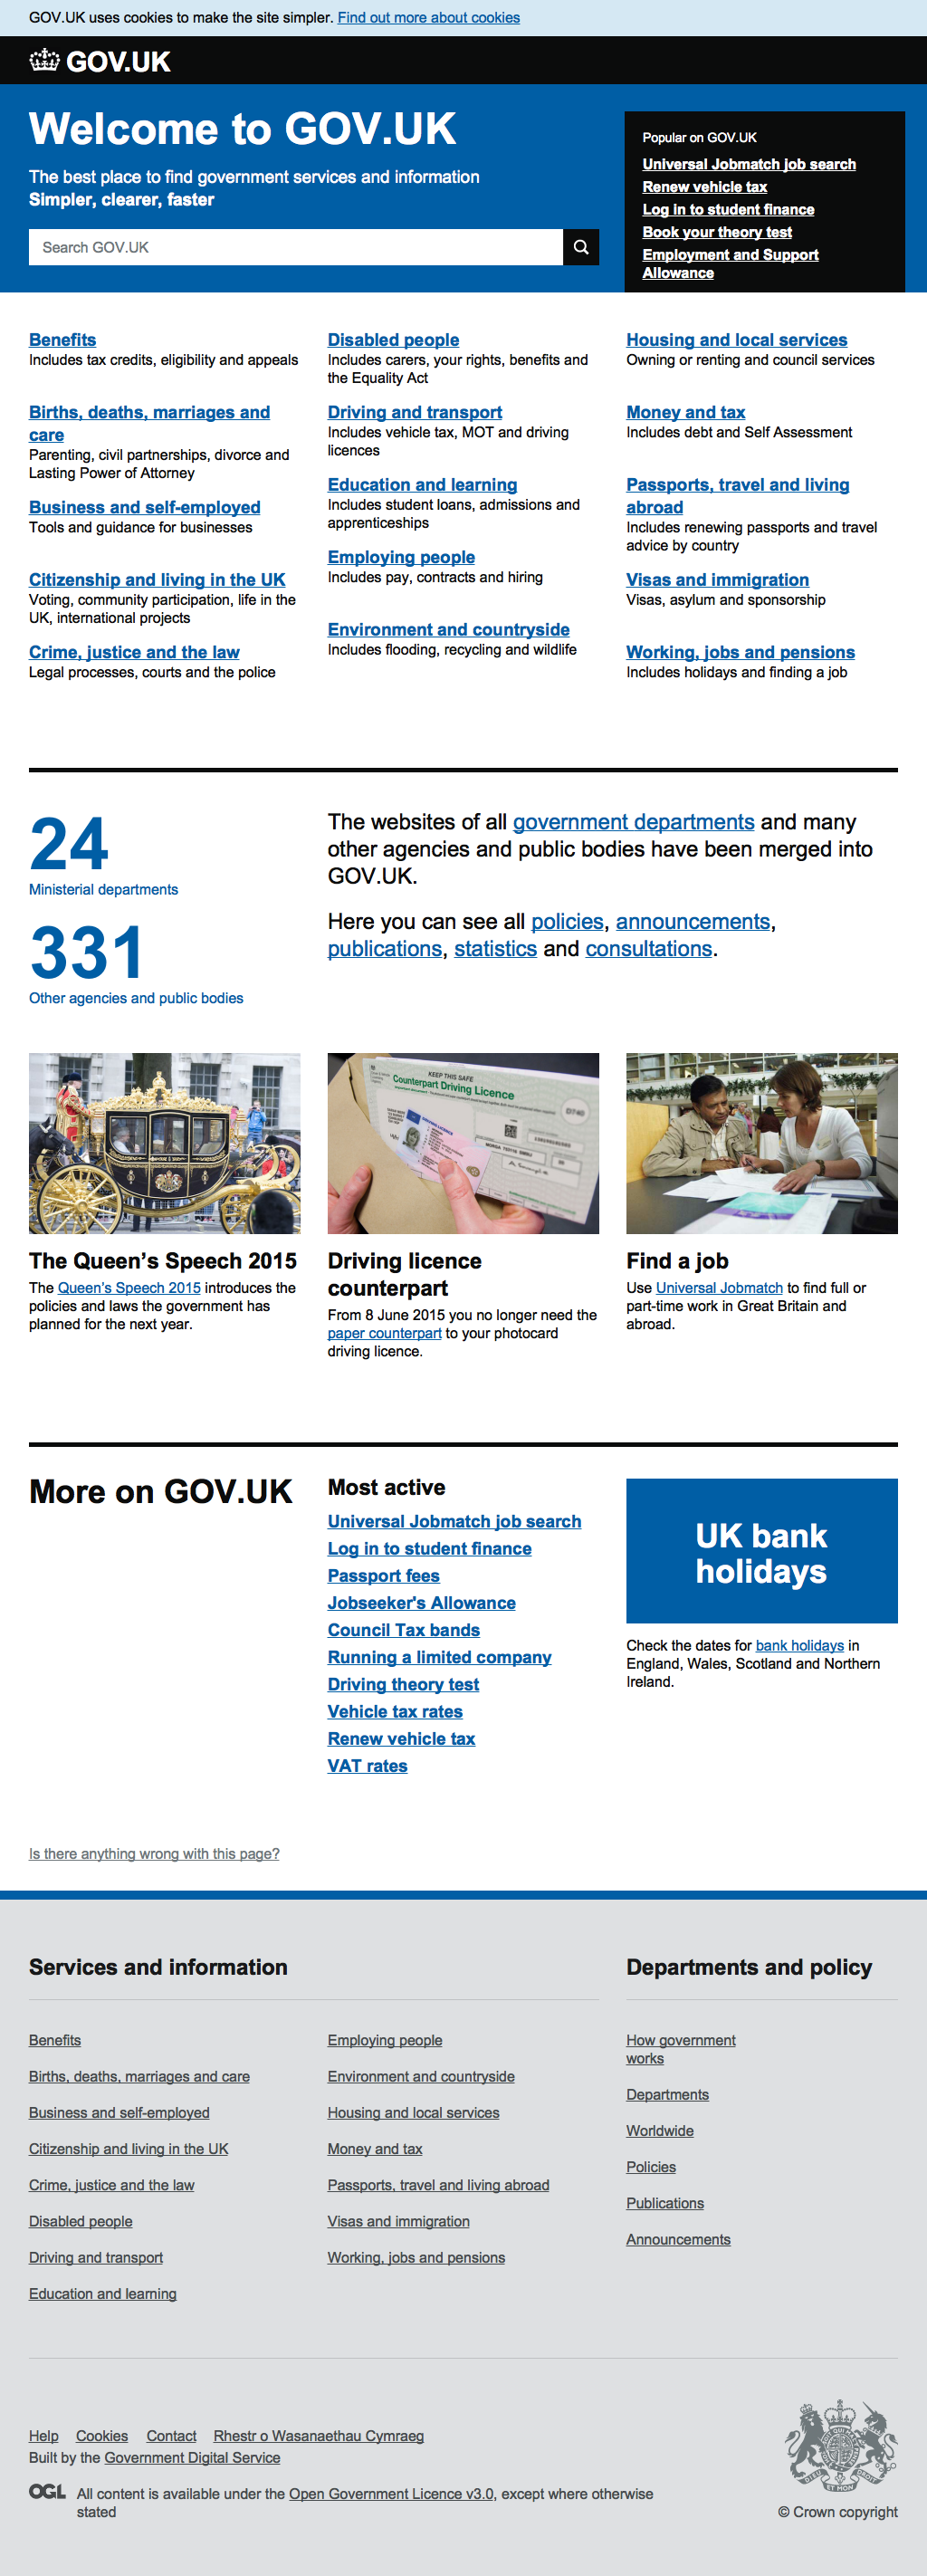 GOV.UK uses cookies to make the site simpler. Find out more about cookies
GOV.UK
Welcome to GOV.UK
The best place to find government services and information
Simpler, clearer, faster
Search GOV.UK
Popular on GOV.UK
Universal Jobmatch job search
Renew vehicle tax
Log in to student finance
Book your theory test
Employment and Support
Allowance
Benefits
Includes tax credits, eligibility and appeals
Births, deaths, marriages and
care
Parenting, civil partnerships, divorce and
Lasting Power of Attorney
Business and self-employed
Tools and guidance for businesses
Citizenship and living in the UK
Voting, community participation, life in the
UK, international projects
Crime, justice and the law
Legal processes, courts and the police
Disabled people
Includes carers, your rights, benefits and
the Equality Act
Driving and transport
Includes vehicle tax, MOT and driving
licences
Education and learning
Includes student loans, admissions and
apprenticeships
Employing people
Includes pay, contracts and hiring
Environment and countryside
Includes flooding, recycling and wildlife
Housing and local services
Owning or renting and council services
Money and tax
Includes debt and Self Assessment
Passports, travel and living
abroad
Includes renewing passports and travel
advice by country
Visas and immigration
Visas, asylum and sponsorship
Working, jobs and pensions
Includes holidays and finding a job
24
Ministerial departments
331
Other agencies and public bodies
The websites of all government departments and many
other agencies and public bodies have been merged into
GOV.UK.
Here you can see all policies, announcements,
publications, statistics and consultations.
KEEP THIS SAFE
Counterpart Driving Licence
The Queen’s Speech 2015
The Queen’s Speech 2015 introduces the
policies and laws the government has
planned for the next year.
Driving licence
counterpart
From 8 June 2015 you no longer need the
paper counterpart to your photocard
driving licence.
Find a job
Use Universal Jobmatch to find full or
part-time work in Great Britain and
abroad.
More on GOV.UK
Most active
Universal Jobmatch job search
Log in to student finance
Passport fees
Jobseeker's Allowance
Council Tax bands
Running a limited company
Driving theory test
Vehicle tax rates
Renew vehicle tax
VAT rates
UK bank
holidays
Check the dates for bank holidays in
England, Wales, Scotland and Northern
Ireland.
Is there anything wrong with this page?
Services and information
Benefits
Births, deaths, marriages and care
Business and self-employed
Citizenship and living in the UK
Crime, justice and the law
Disabled people
Driving and transport
Education and learning
Employing people
Environment and countryside
Housing and local services
Money and tax
Passports, travel and living abroad
Visas and immigration
Working, jobs and pensions
Departments and policy
How government
works
Departments
Worldwide
Policies
Publications
Announcements
Help Cookies Contact Rhestr o Wasanaethau Cymraeg
Built by the Government Digital Service
OGL All content is available under the Open Government Licence v3.0, except where otherwise
stated
DIEU ET MON DROIT
© Crown copyright